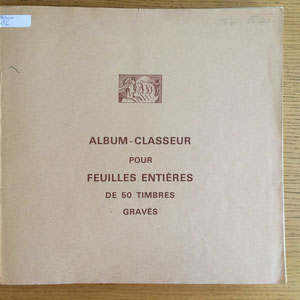 ALBUM-CLASSEUR
POUR
FEUILLES ENTIÈRES
DE 50 TIMBRES
GRAVÉS